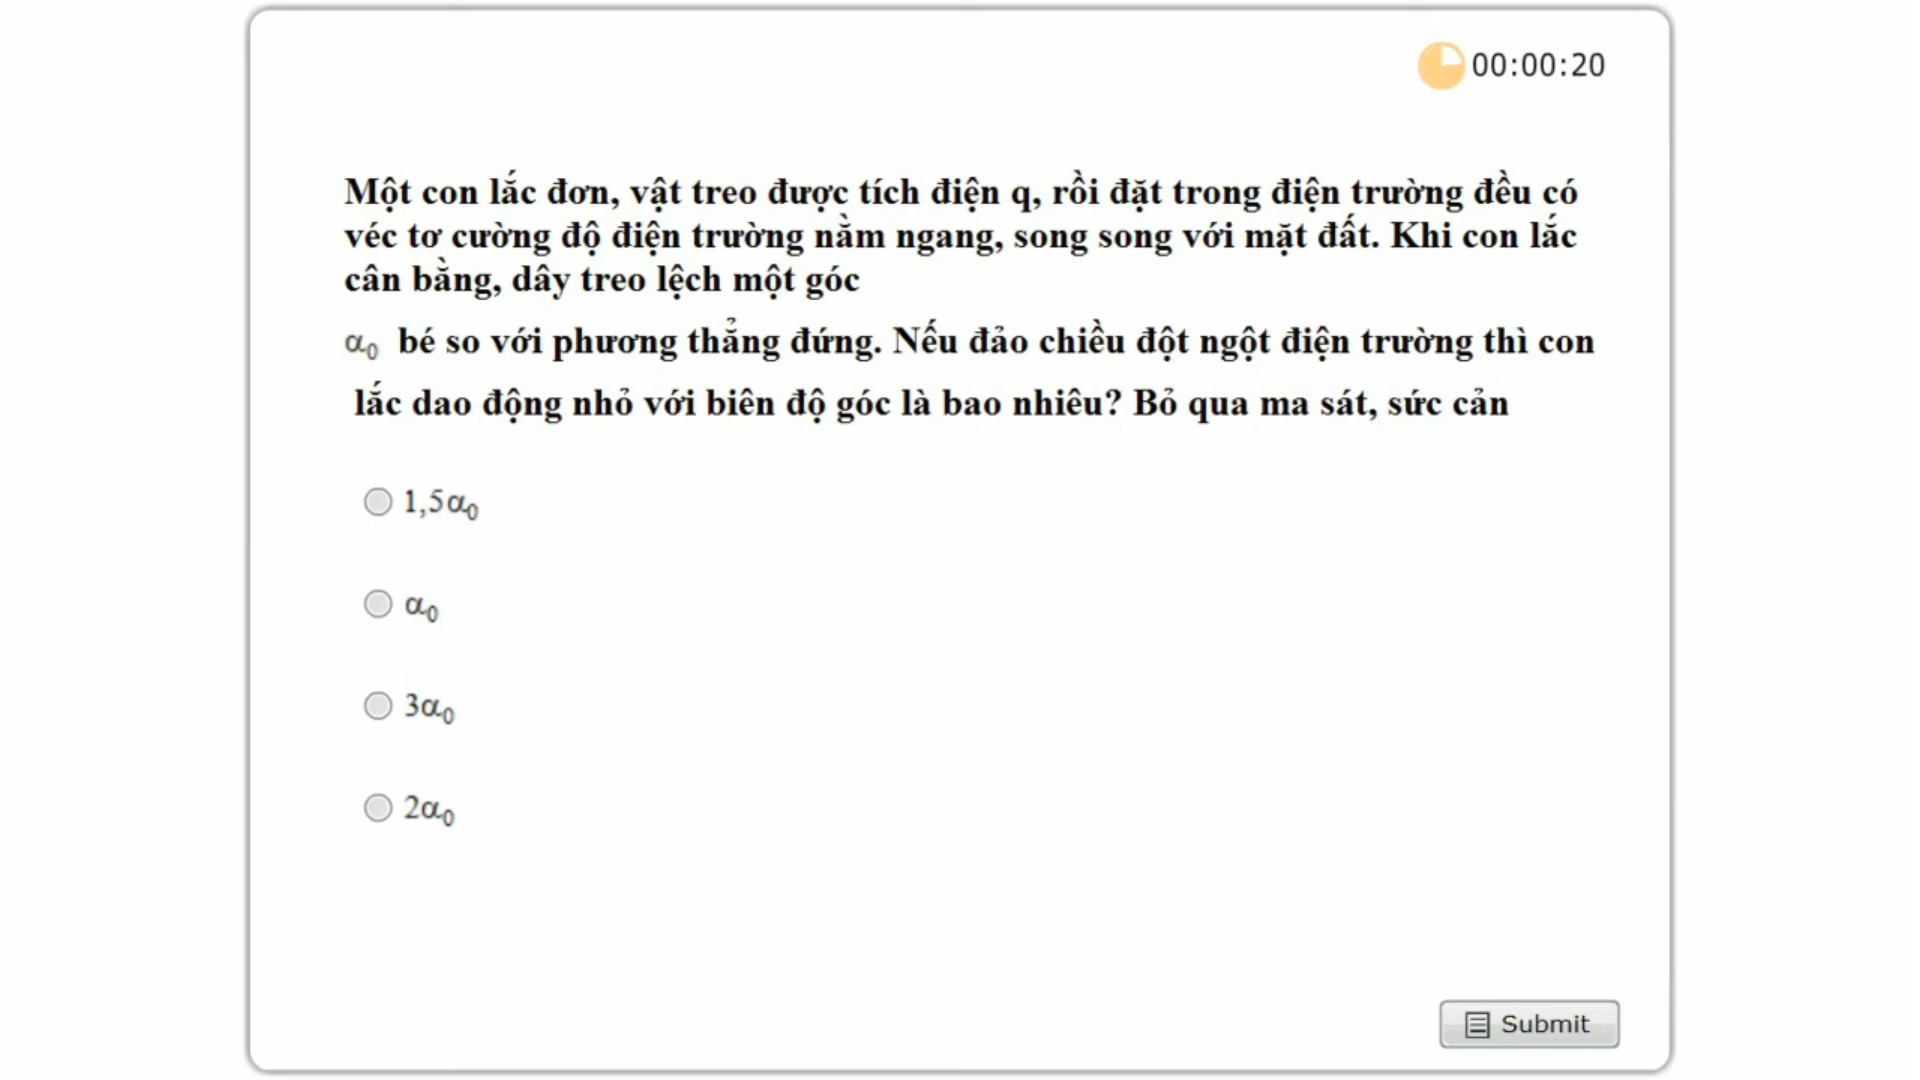 00:00:20
Một con lắc đơn, vật treo được tích điện q, rồi đặt trong điện trường đều có
véc tơ cường độ điện trường nằm ngang, song song với mặt đất. Khi con lắc
cân bằng, dây treo lệch một góc
α₀ bé so với phương thẳng đứng. Nếu đảo chiều đột ngột điện trường thì con
lắc dao động nhỏ với biên độ góc là bao nhiêu? Bỏ qua ma sát, sức cản
1,5α₀
α₀
3α₀
2α₀
Submit